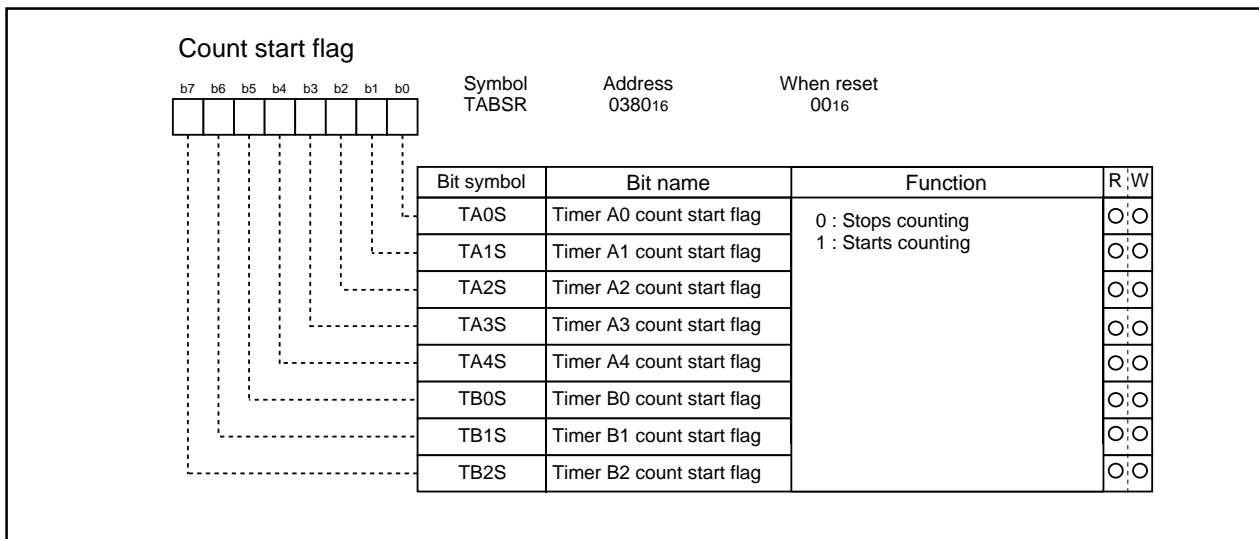 Count start flag
b7 b6 b5 b4 b3 b2 b1 b0
Symbol Address When reset
TABSR 038016 0016
Bit symbol Bit name Function R W
TA0S Timer A0 count start flag 0 : Stops counting
1 : Starts counting
TA1S Timer A1 count start flag
TA2S Timer A2 count start flag
TA3S Timer A3 count start flag
TA4S Timer A4 count start flag
TB0S Timer B0 count start flag
TB1S Timer B1 count start flag
TB2S Timer B2 count start flag